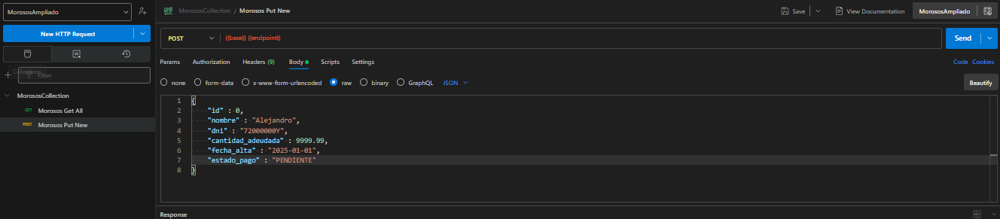 MorososAmpliado
MorososCollection / Morosos Put New
Save
View Documentation
MorososAmpliado
New HTTP Request
POST
{{base}} {{endpoint}}
Send
Params
Authorization
Headers (9)
Body
Scripts
Settings
Code
Cookies
Collections
Filter
none
form-data
x-www-form-urlencoded
raw
binary
GraphQL
JSON
Beautify
MorososCollection
GET Morosos Get All
POST Morosos Put New
1 {
2 "id" : 0,
3 "nombre" : "Alejandro",
4 "dni" : "72000000Y",
5 "cantidad_adeudada" : 9999.99,
6 "fecha_alta" : "2025-01-01",
7 "estado_pago" : "PENDIENTE"
8 }
Response